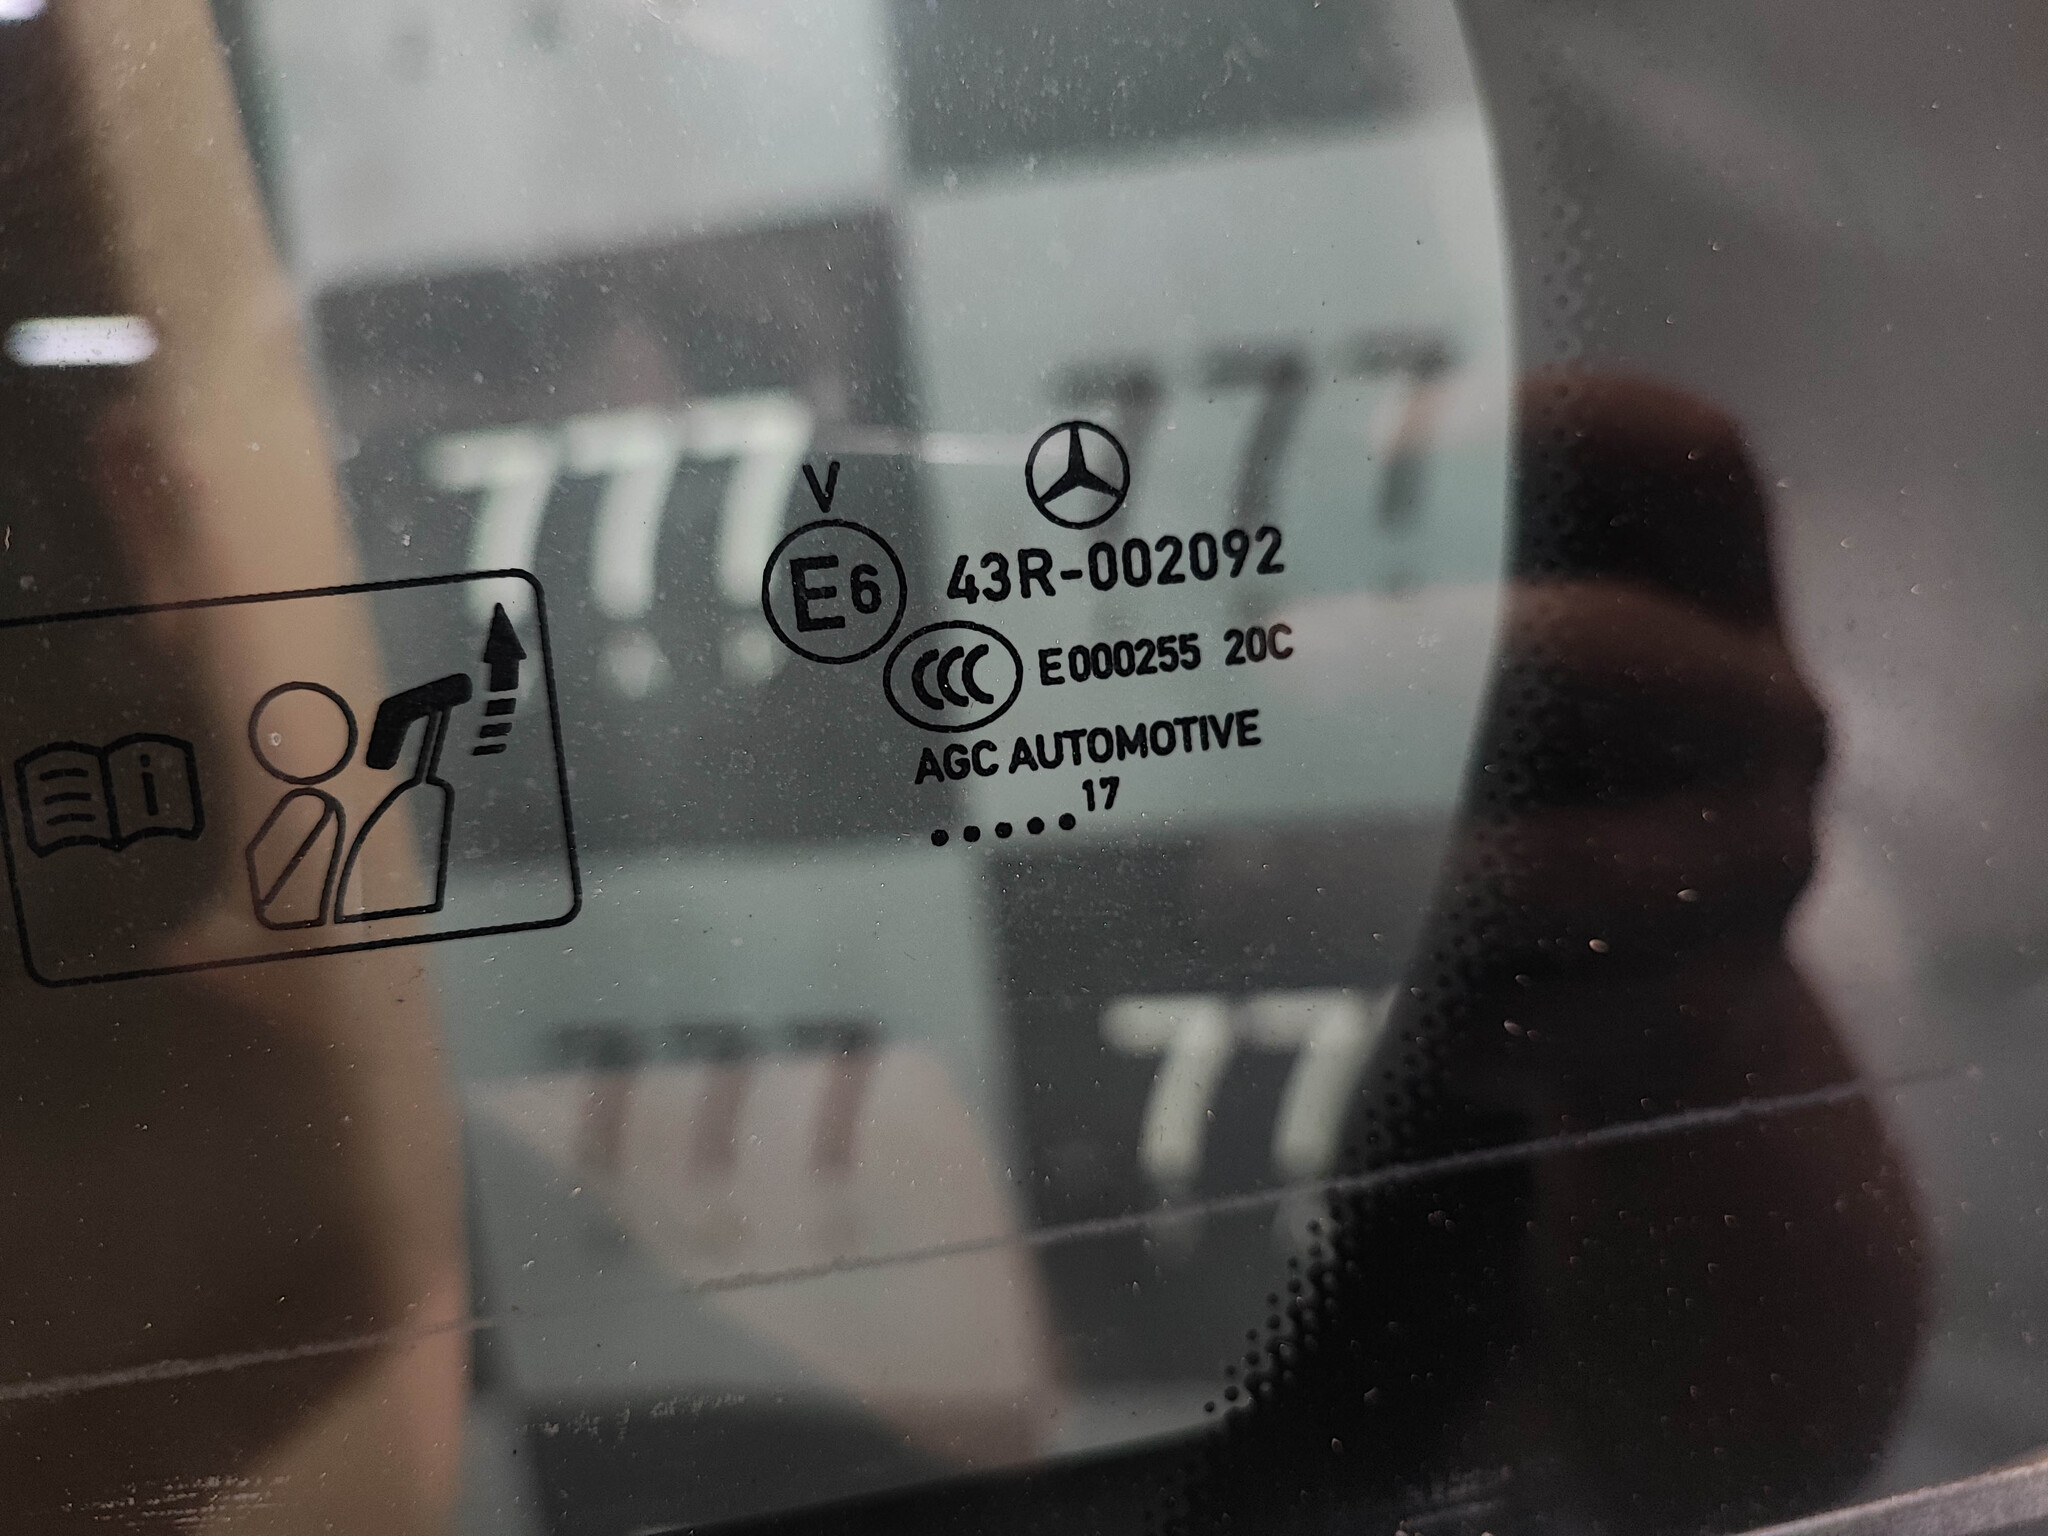 777
777
V
E6
43R-002092
CCC
E000255 20C
AGC AUTOMOTIVE
17
.....
i
777
77